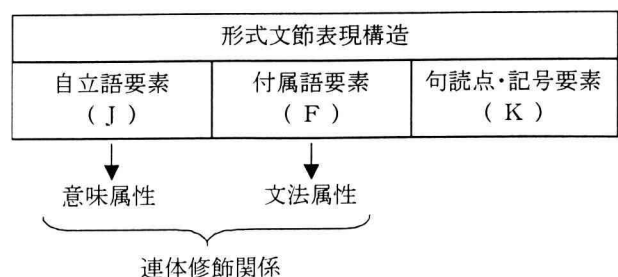 形式文節表現構造
自立語要素 付属語要素 句読点・記号要素
(J) (F) (K)
意味属性 文法属性
連体修飾関係